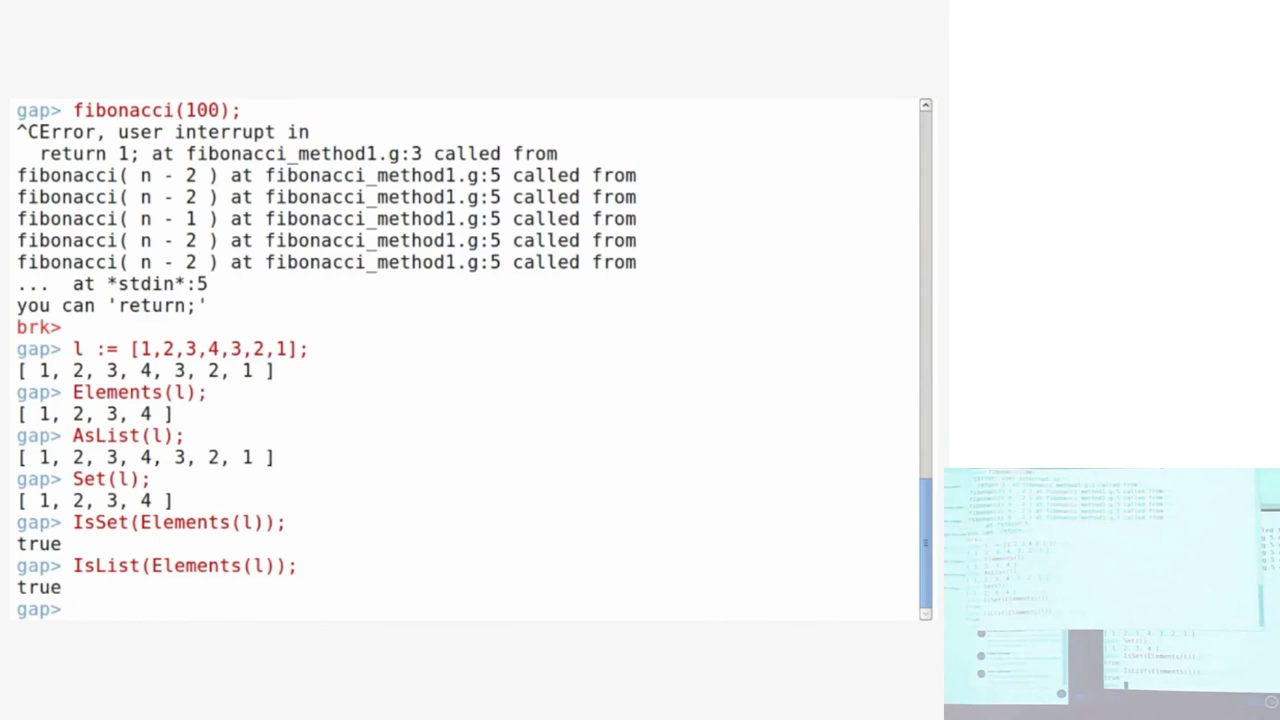 gap> fibonacci(100);
^CError, user interrupt in
  return 1; at fibonacci_method1.g:3 called from
fibonacci( n - 2 ) at fibonacci_method1.g:5 called from
fibonacci( n - 2 ) at fibonacci_method1.g:5 called from
fibonacci( n - 1 ) at fibonacci_method1.g:5 called from
fibonacci( n - 2 ) at fibonacci_method1.g:5 called from
fibonacci( n - 2 ) at fibonacci_method1.g:5 called from
...  at *stdin*:5
you can 'return;'
brk>
gap> l := [1,2,3,4,3,2,1];
[ 1, 2, 3, 4, 3, 2, 1 ]
gap> Elements(l);
[ 1, 2, 3, 4 ]
gap> AsList(l);
[ 1, 2, 3, 4, 3, 2, 1 ]
gap> Set(l);
[ 1, 2, 3, 4 ]
gap> IsSet(Elements(l));
true
gap> IsList(Elements(l));
true
gap>